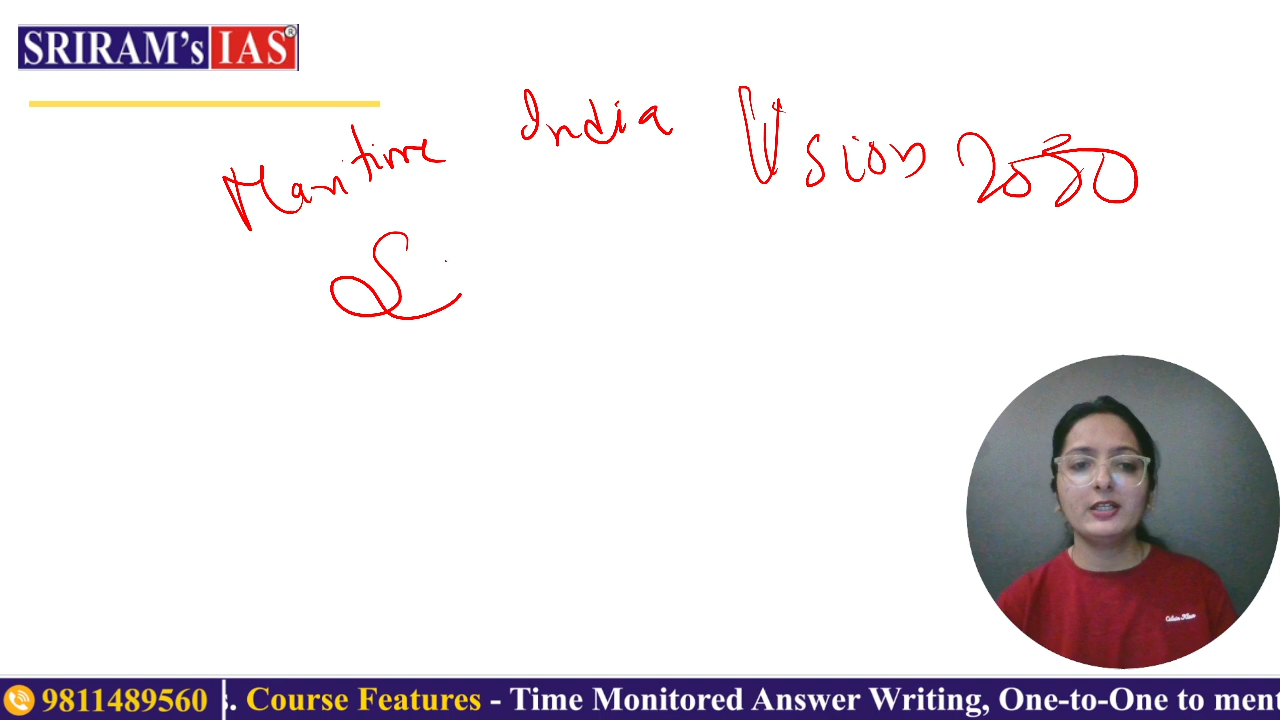 SRIRAM's IAS ®
Maritime India Vision 2030
9811489560 s. Course Features - Time Monitored Answer Writing, One-to-One to ment